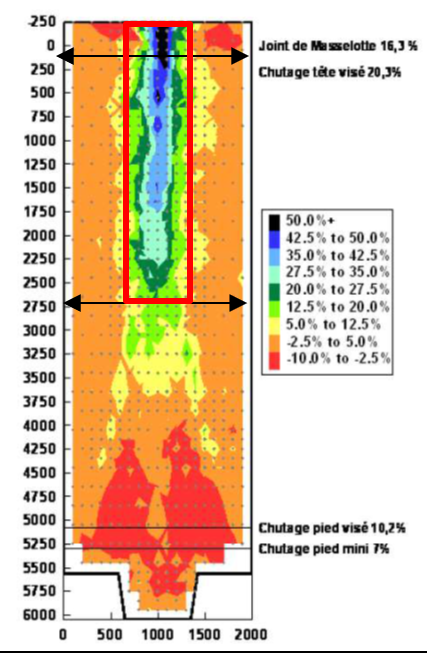 -250
0
250
500
750
1000
1250
1500
1750
2000
2250
2500
2750
3000
3250
3500
3750
4000
4250
4500
4750
5000
5250
5500
5750
6000
0 500 1000 1500 2000
Joint de Masselotte 16,3 %
Chutage tête visé 20,3%
50.0%+
42.5% to 50.0%
35.0% to 42.5%
27.5% to 35.0%
20.0% to 27.5%
12.5% to 20.0%
5.0% to 12.5%
-2.5% to 5.0%
-10.0% to -2.5%
Chutage pied visé 10,2%
Chutage pied mini 7%